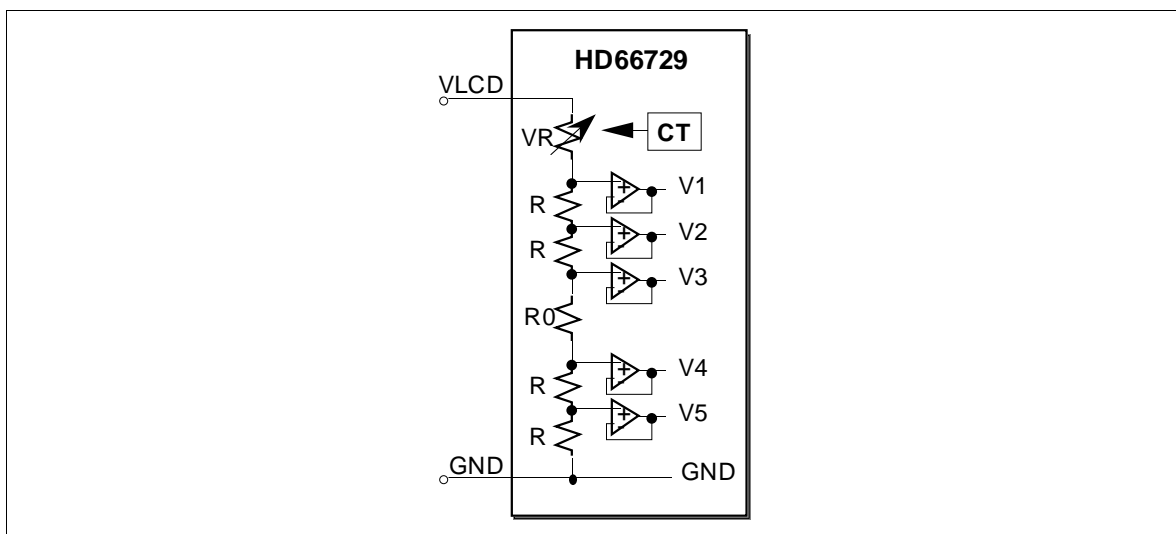 HD66729
VLCD
VR
CT
+
-
V1
R
+
-
V2
R
+
-
V3
R0
+
-
V4
R
+
-
V5
R
GND
GND